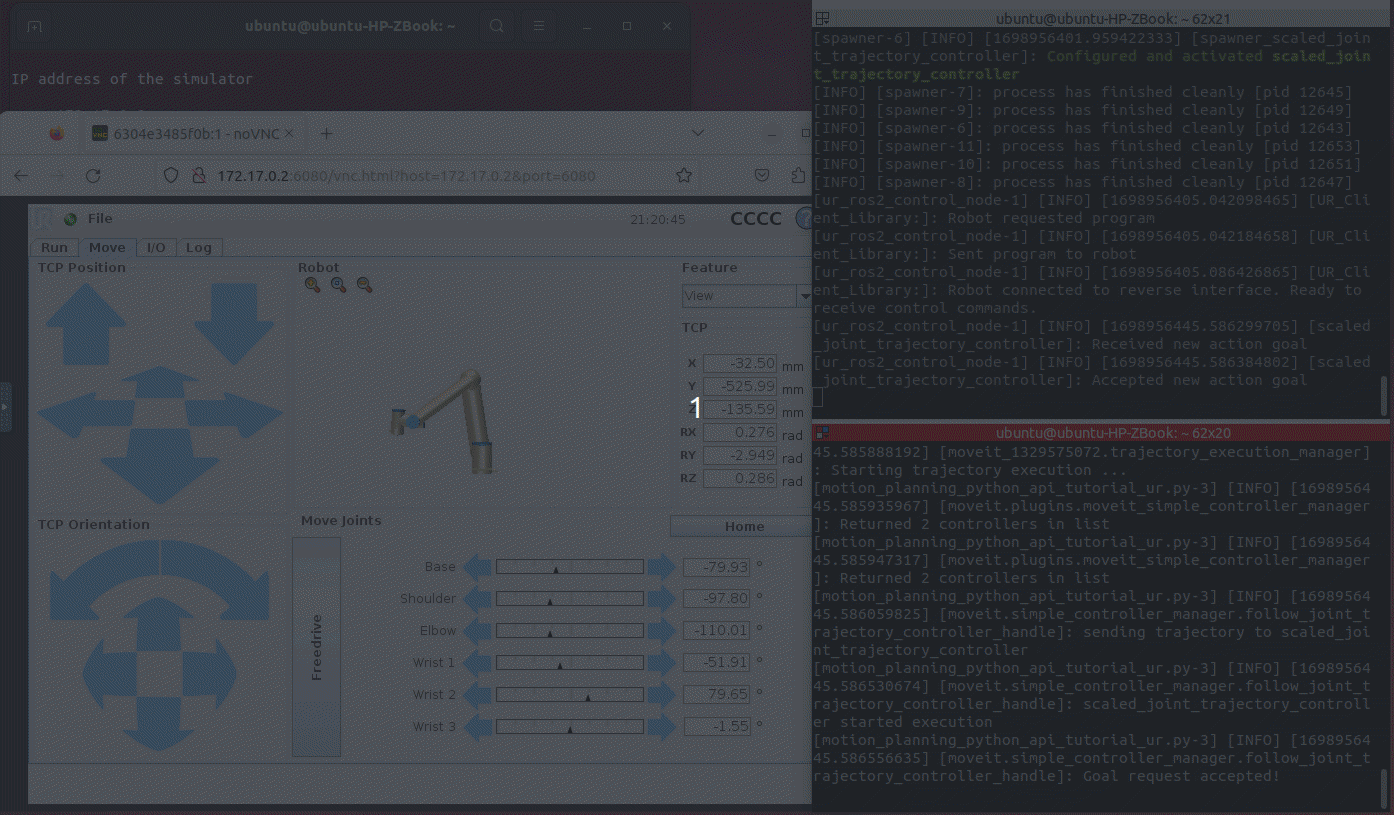 ubuntu@ubuntu-HP-ZBook: ~
IP address of the simulator
6304e3485f0b:1 - noVNC
172.17.0.2:6080/vnc.html?host=172.17.0.2&port=6080
File
21:20:45
CCCC
?
Run
Move
I/O
Log
TCP Position
Robot
Feature
View
TCP
X -32.50 mm
Y -525.99 mm
1
-135.59 mm
RX 0.276 rad
RY -2.949 rad
RZ 0.286 rad
TCP Orientation
Move Joints
Home
Freedrive
Base -79.93 °
Shoulder -97.80 °
Elbow -110.01 °
Wrist 1 -51.91 °
Wrist 2 79.65 °
Wrist 3 -1.55 °
ubuntu@ubuntu-HP-ZBook: ~ 62x21
[spawner-6] [INFO] [1698956401.959422333] [spawner_scaled_join
t_trajectory_controller]: Configured and activated scaled_join
t_trajectory_controller
[INFO] [spawner-7]: process has finished cleanly [pid 12645]
[INFO] [spawner-9]: process has finished cleanly [pid 12649]
[INFO] [spawner-6]: process has finished cleanly [pid 12643]
[INFO] [spawner-11]: process has finished cleanly [pid 12653]
[INFO] [spawner-10]: process has finished cleanly [pid 12651]
[INFO] [spawner-8]: process has finished cleanly [pid 12647]
[ur_ros2_control_node-1] [INFO] [1698956405.042098465] [UR_Cli
ent_Library:]: Robot requested program
[ur_ros2_control_node-1] [INFO] [1698956405.042184658] [UR_Cli
ent_Library:]: Sent program to robot
[ur_ros2_control_node-1] [INFO] [1698956405.086426865] [UR_Cli
ent_Library:]: Robot connected to reverse interface. Ready to
receive control commands.
[ur_ros2_control_node-1] [INFO] [1698956445.586299705] [scaled
_joint_trajectory_controller]: Received new action goal
[ur_ros2_control_node-1] [INFO] [1698956445.586384802] [scaled
_joint_trajectory_controller]: Accepted new action goal
ubuntu@ubuntu-HP-ZBook: ~ 62x20
45.585888192] [moveit_1329575072.trajectory_execution_manager]
: Starting trajectory execution ...
[motion_planning_python_api_tutorial_ur.py-3] [INFO] [16989564
45.585935967] [moveit.plugins.moveit_simple_controller_manager
]: Returned 2 controllers in list
[motion_planning_python_api_tutorial_ur.py-3] [INFO] [16989564
45.585947317] [moveit.plugins.moveit_simple_controller_manager
]: Returned 2 controllers in list
[motion_planning_python_api_tutorial_ur.py-3] [INFO] [16989564
45.586059825] [moveit.simple_controller_manager.follow_joint_t
rajectory_controller_handle]: sending trajectory to scaled_joi
nt_trajectory_controller
[motion_planning_python_api_tutorial_ur.py-3] [INFO] [16989564
45.586530674] [moveit.simple_controller_manager.follow_joint_t
rajectory_controller_handle]: scaled_joint_trajectory_controll
er started execution
[motion_planning_python_api_tutorial_ur.py-3] [INFO] [16989564
45.586556635] [moveit.simple_controller_manager.follow_joint_t
rajectory_controller_handle]: Goal request accepted!